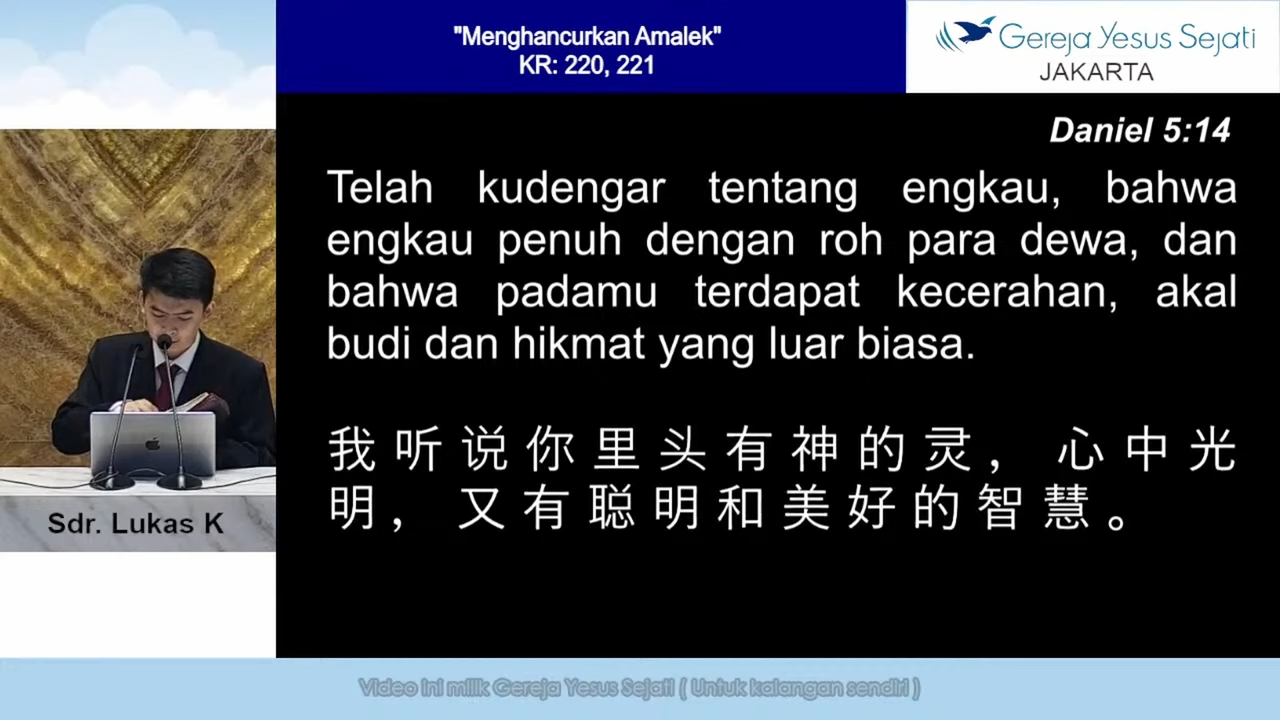 "Menghancurkan Amalek"
KR: 220, 221
Gereja Yesus Sejati
JAKARTA
Daniel 5:14
Telah kudengar tentang engkau, bahwa
engkau penuh dengan roh para dewa, dan
bahwa padamu terdapat kecerahan, akal
budi dan hikmat yang luar biasa.
我听说你里头有神的灵，心中光
明，又有聪明和美好的智慧。
Sdr. Lukas K
Video ini milik Gereja Yesus Sejati ( Untuk kalangan sendiri )